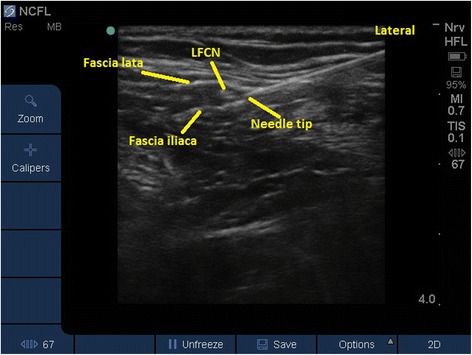 NCFL
Res MB
Lateral
Nrv
HFL
95%
MI
0.7
TIS
0.1
67
Zoom
Calipers
Fascia lata
LFCN
Fascia iliaca
Needle tip
4.0
67
Unfreeze
Save
Options
2D